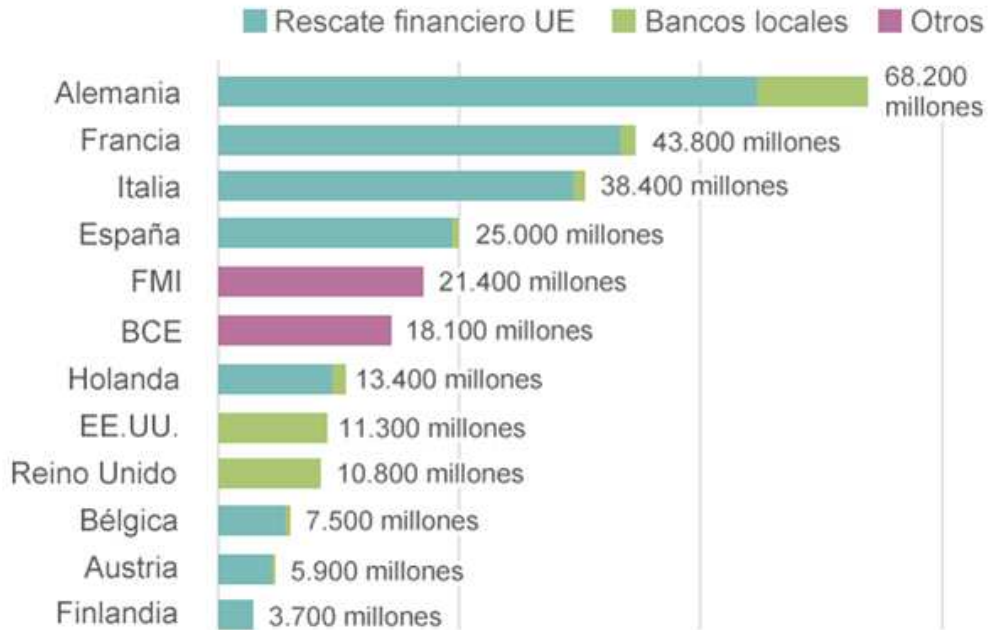 Rescate financiero UE Bancos locales Otros
Alemania 68.200
millones
Francia 43.800 millones
Italia 38.400 millones
España 25.000 millones
FMI 21.400 millones
BCE 18.100 millones
Holanda 13.400 millones
EE.UU. 11.300 millones
Reino Unido 10.800 millones
Bélgica 7.500 millones
Austria 5.900 millones
Finlandia 3.700 millones